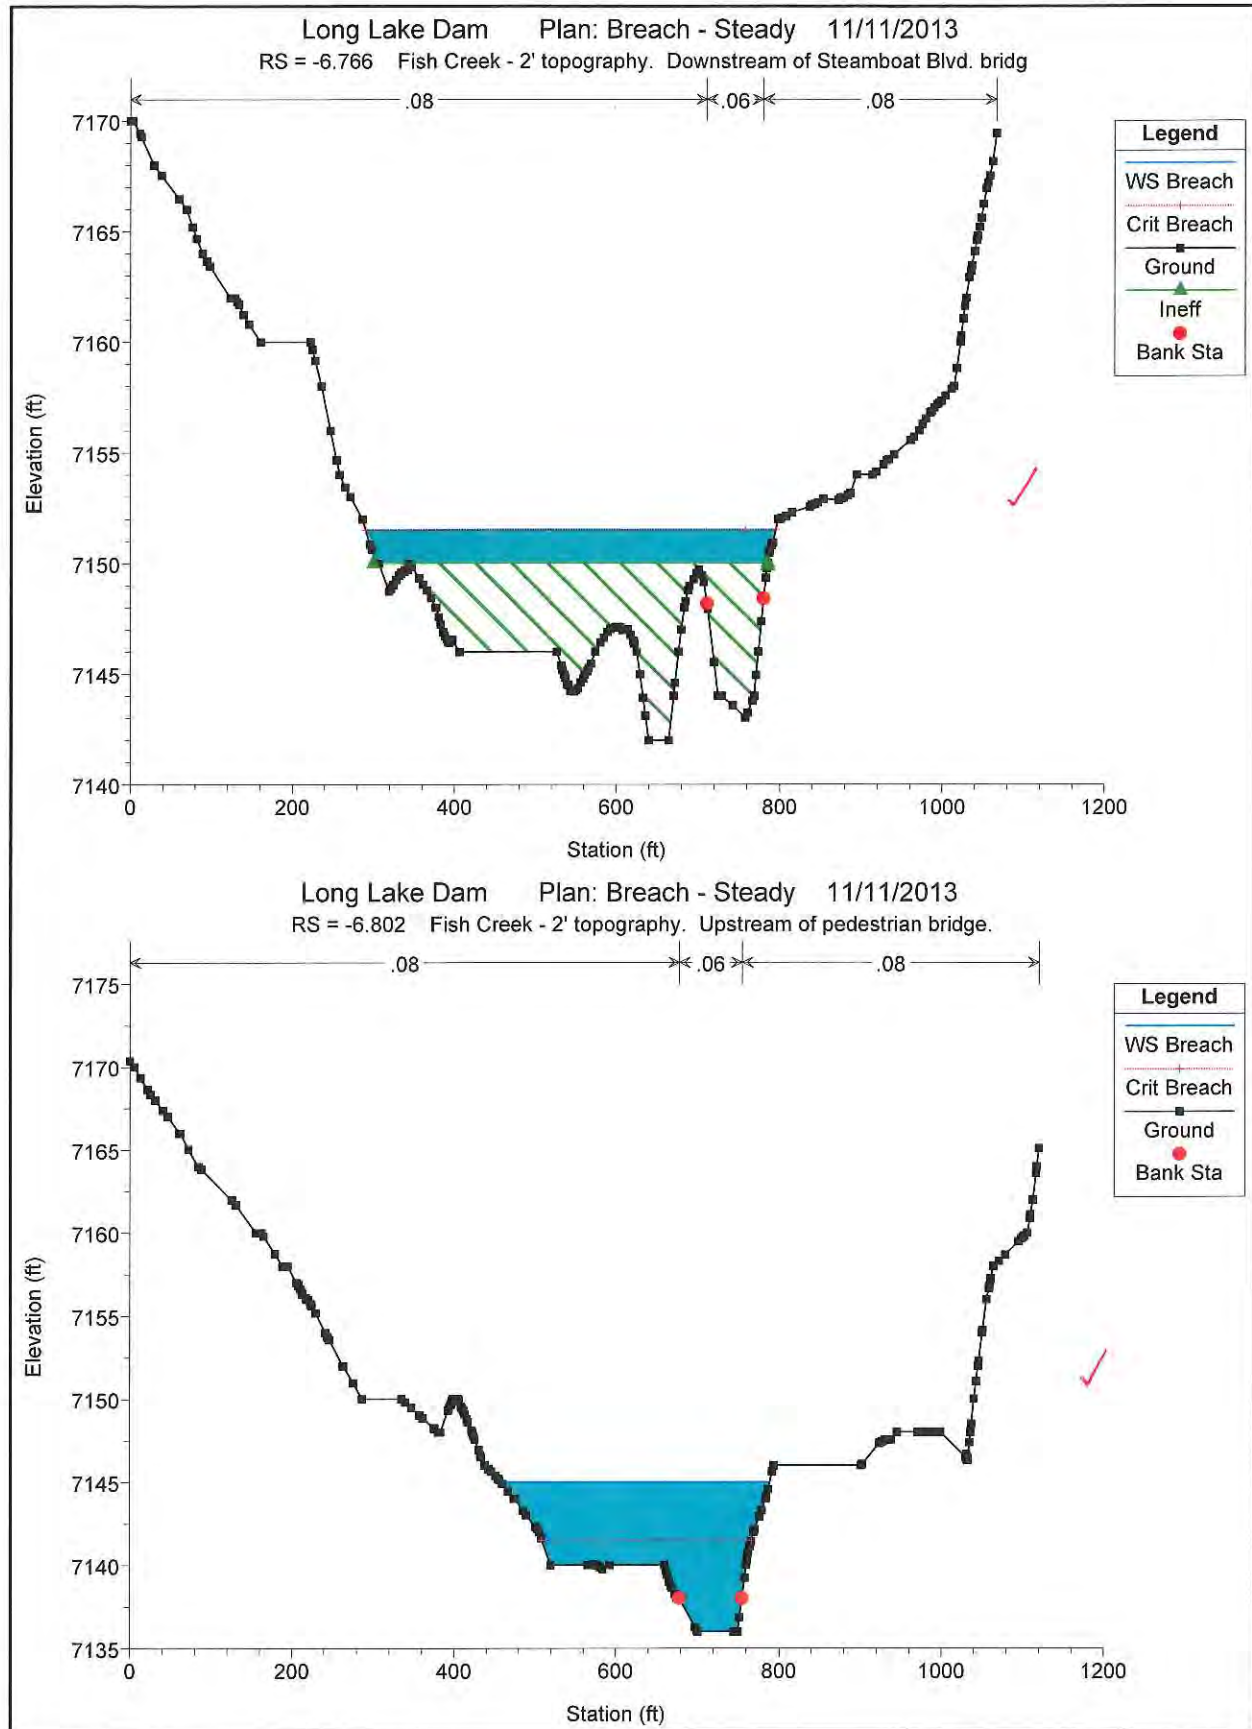 Long Lake Dam Plan: Breach - Steady 11/11/2013
RS = -6.766 Fish Creek - 2' topography. Downstream of Steamboat Blvd. bridg
.08 .06 .08
Legend
WS Breach
Crit Breach
Ground
Ineff
Bank Sta
Elevation (ft)
7170
7165
7160
7155
7150
7145
7140
0 200 400 600 800 1000 1200
Station (ft)
Long Lake Dam Plan: Breach - Steady 11/11/2013
RS = -6.802 Fish Creek - 2' topography. Upstream of pedestrian bridge.
.08 .06 .08
Legend
WS Breach
Crit Breach
Ground
Bank Sta
Elevation (ft)
7175
7170
7165
7160
7155
7150
7145
7140
7135
0 200 400 600 800 1000 1200
Station (ft)